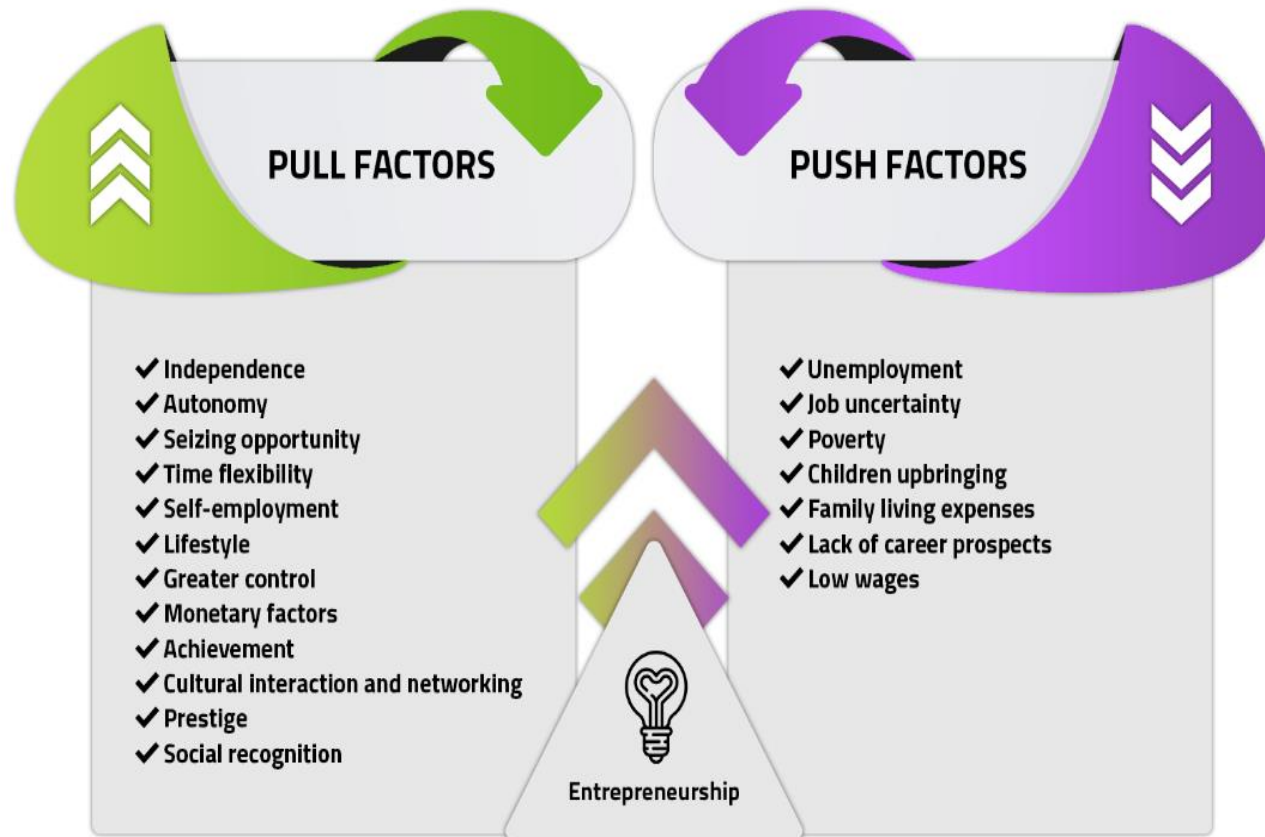 PULL FACTORS
Independence
Autonomy
Seizing opportunity
Time flexibility
Self-employment
Lifestyle
Greater control
Monetary factors
Achievement
Cultural interaction and networking
Prestige
Social recognition
PUSH FACTORS
Unemployment
Job uncertainty
Poverty
Children upbringing
Family living expenses
Lack of career prospects
Low wages
Entrepreneurship